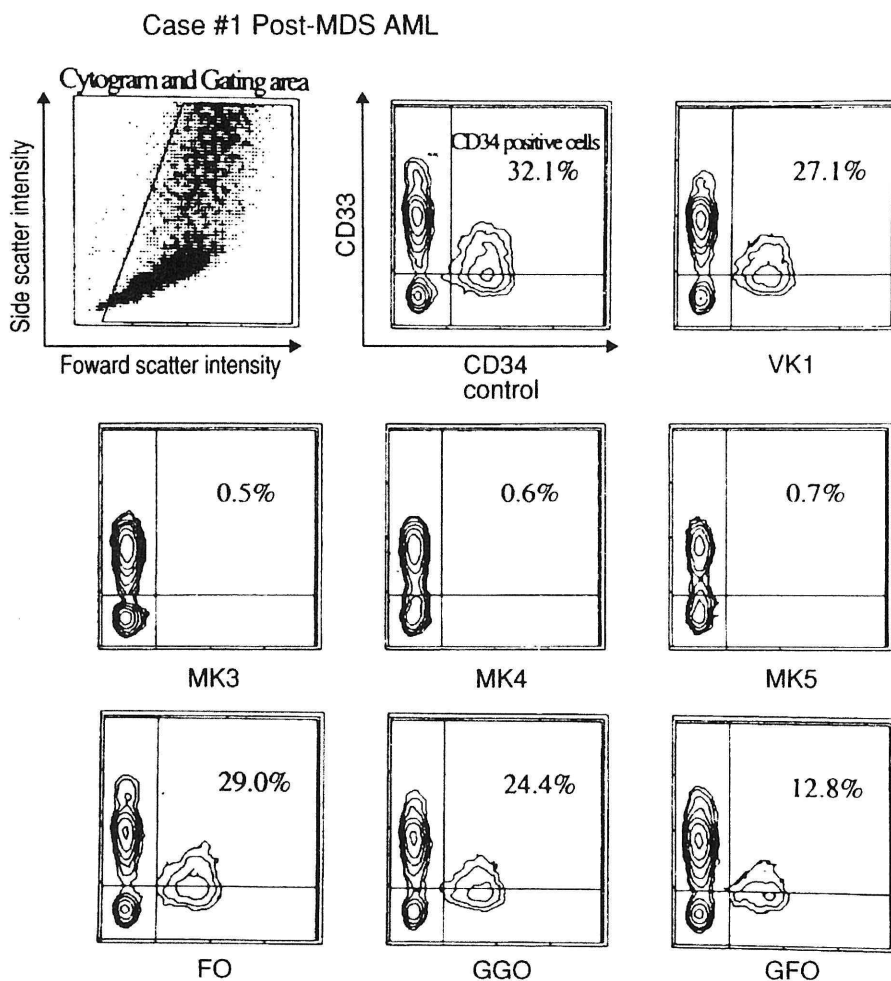 Case #1 Post-MDS AML
Cytogram and Gating area
Side scatter intensity
Foward scatter intensity
CD33
CD34 positive cells
32.1%
CD34
control
27.1%
VK1
0.5%
MK3
0.6%
MK4
0.7%
MK5
29.0%
FO
24.4%
GGO
12.8%
GFO